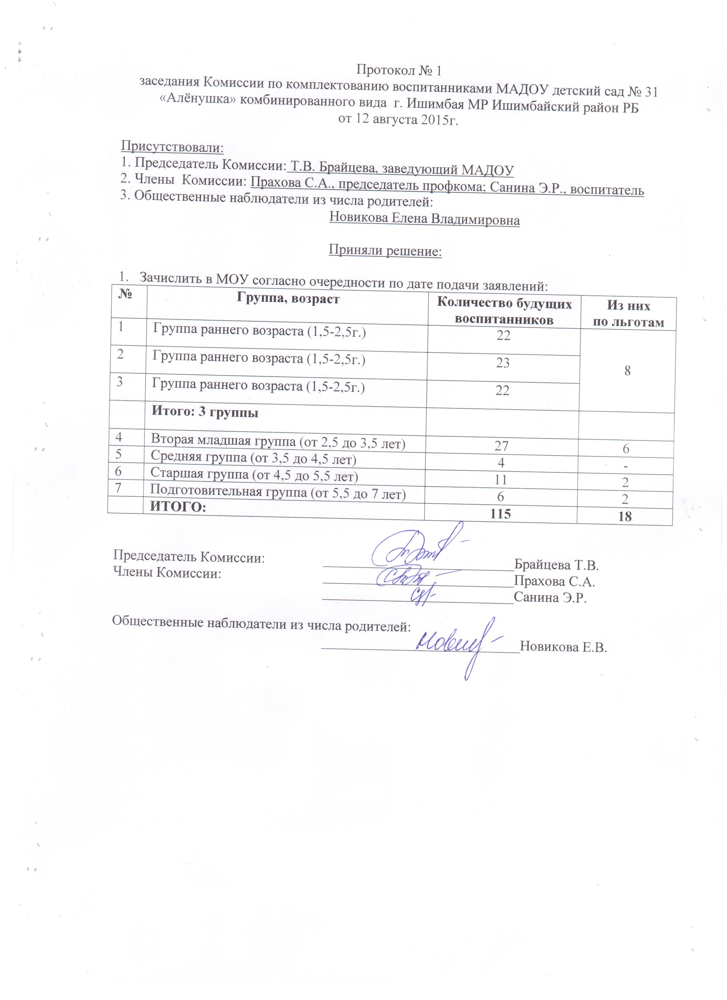 Протокол № 1
заседания Комиссии по комплектованию воспитанниками МАДОУ детский сад № 31
«Алёнушка» комбинированного вида г. Ишимбая МР Ишимбайский район РБ
от 12 августа 2015г.
Присутствовали:
1. Председатель Комиссии: Т.В. Брайцева, заведующий МАДОУ
2. Члены Комиссии: Прахова С.А., председатель профкома; Санина Э.Р., воспитатель
3. Общественные наблюдатели из числа родителей:
Новикова Елена Владимировна
Приняли решение:
1. Зачислить в МОУ согласно очередности по дате подачи заявлений:
№ Группа, возраст Количество будущих воспитанников Из них по льготам
1 Группа раннего возраста (1,5-2,5г.) 22 8
2 Группа раннего возраста (1,5-2,5г.) 23
3 Группа раннего возраста (1,5-2,5г.) 22
Итого: 3 группы
4 Вторая младшая группа (от 2,5 до 3,5 лет) 27 6
5 Средняя группа (от 3,5 до 4,5 лет) 4 -
6 Старшая группа (от 4,5 до 5,5 лет) 11 2
7 Подготовительная группа (от 5,5 до 7 лет) 6 2
ИТОГО: 115 18
Председатель Комиссии: Брайцева Т.В.
Члены Комиссии: Прахова С.А.
Санина Э.Р.
Общественные наблюдатели из числа родителей:
Новикова Е.В.